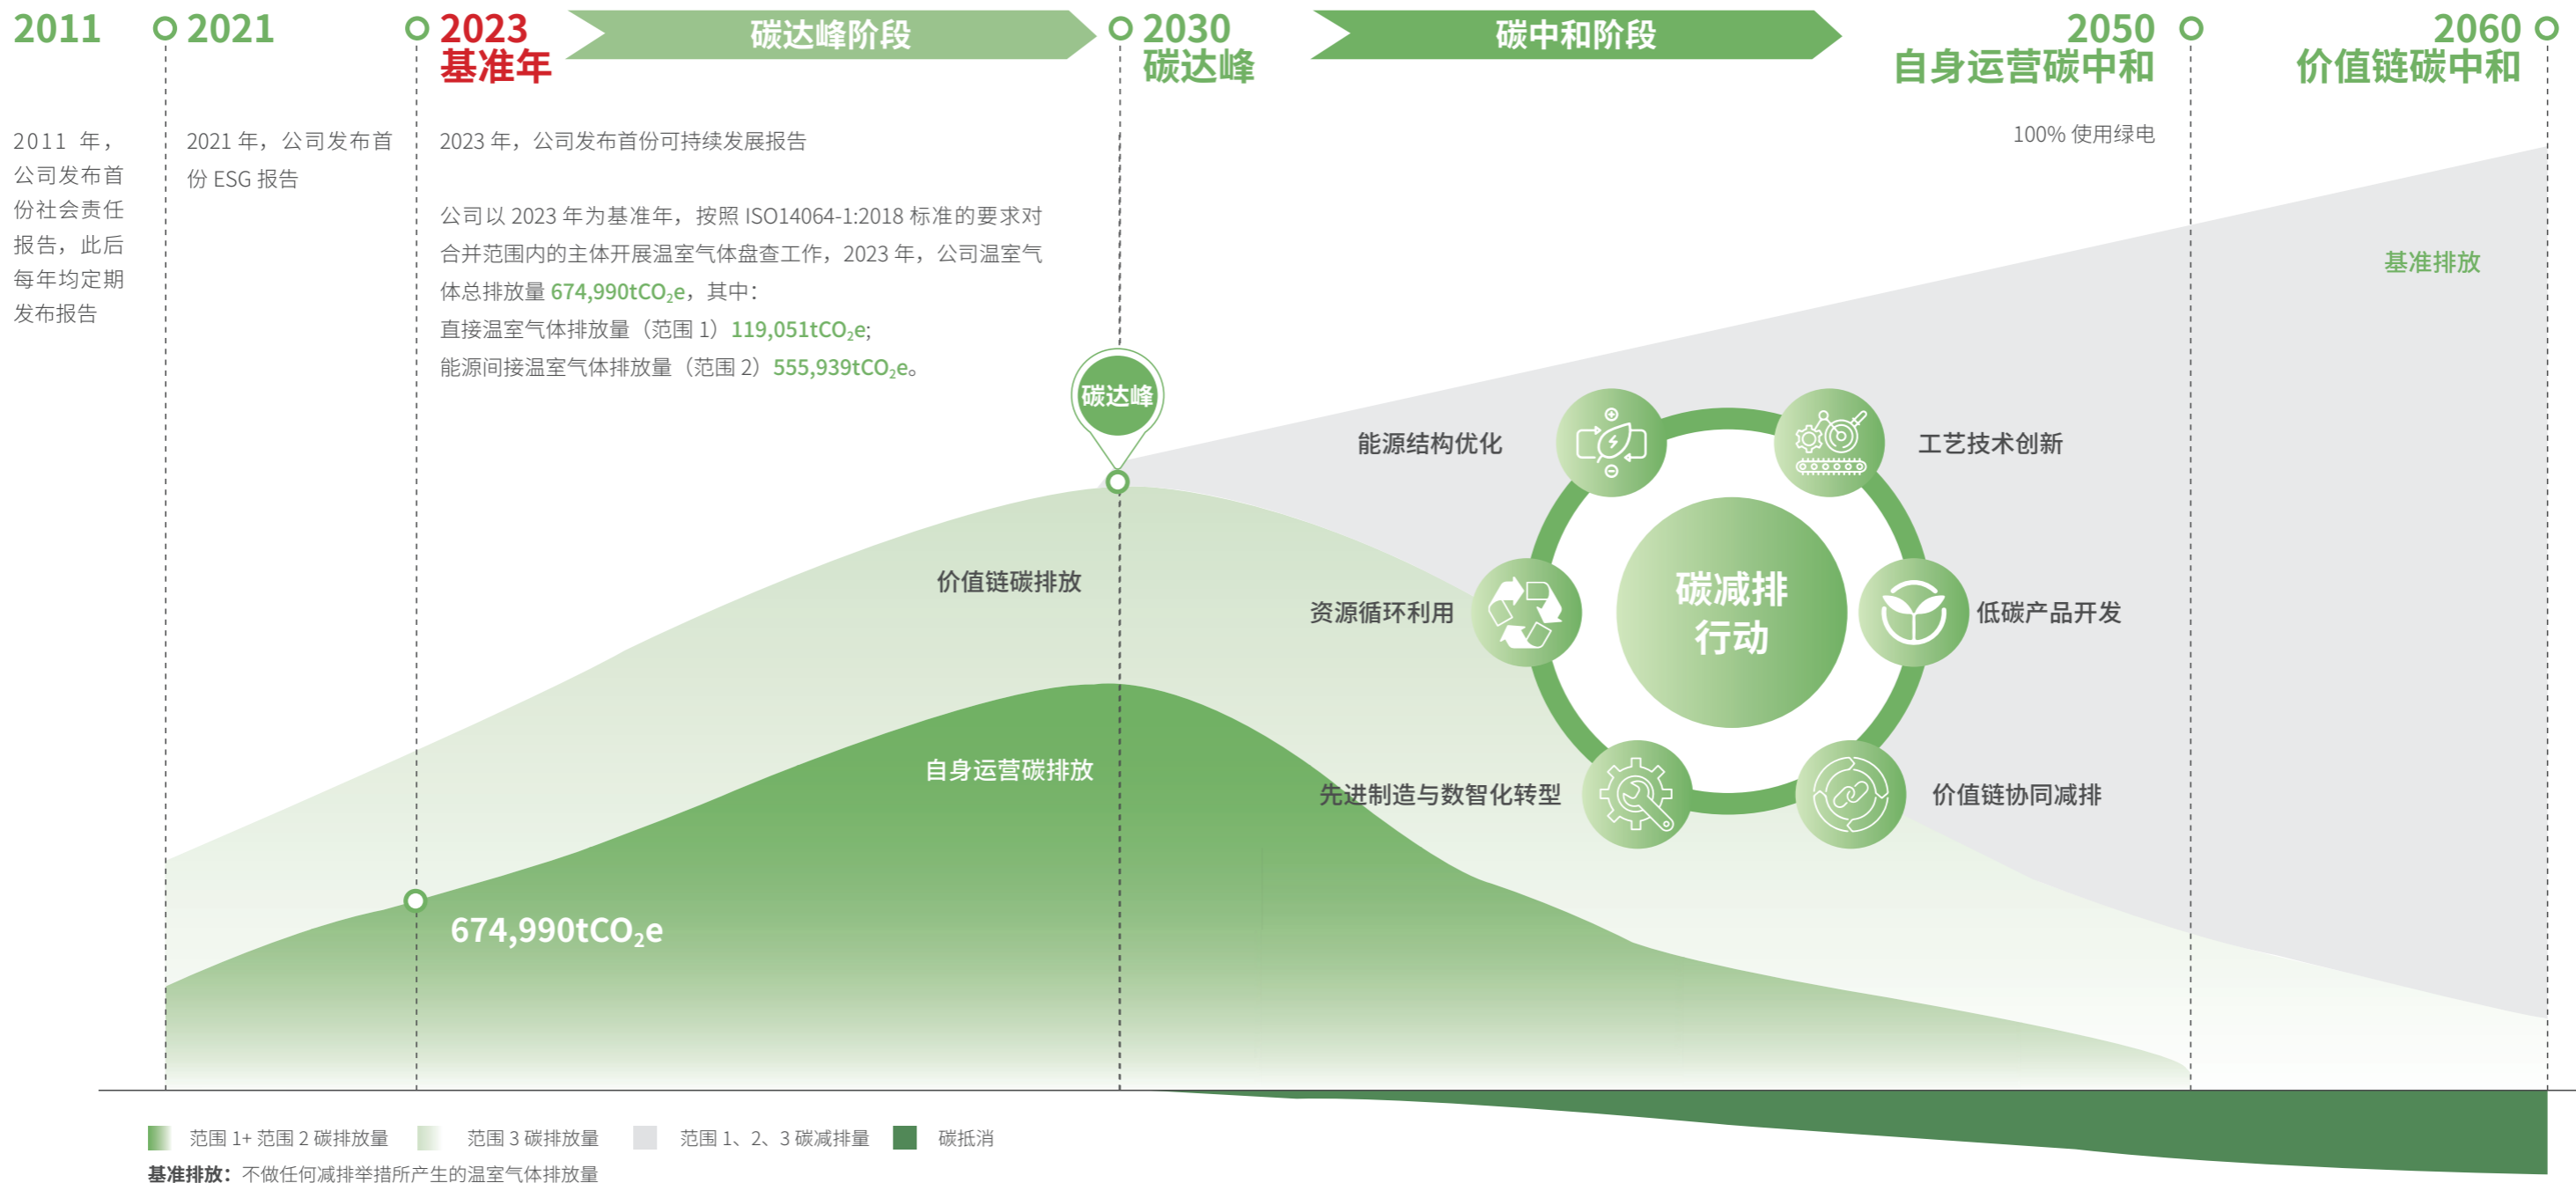 2011
2021
2023
基准年
碳达峰阶段
2030
碳达峰
碳中和阶段
2050
自身运营碳中和
2060
价值链碳中和
2011 年，
公司发布首
份社会责任
报告，此后
每年均定期
发布报告
2021 年，公司发布首
份 ESG 报告
2023 年，公司发布首份可持续发展报告
公司以 2023 年为基准年，按照 ISO14064-1:2018 标准的要求对
合并范围内的主体开展温室气体盘查工作，2023 年，公司温室气
体总排放量 674,990tCO₂e，其中：
直接温室气体排放量（范围 1）119,051tCO₂e;
能源间接温室气体排放量（范围 2）555,939tCO₂e。
100% 使用绿电
基准排放
碳达峰
能源结构优化
工艺技术创新
价值链碳排放
资源循环利用
碳减排
行动
低碳产品开发
自身运营碳排放
先进制造与数智化转型
价值链协同减排
674,990tCO₂e
范围 1+ 范围 2 碳排放量
范围 3 碳排放量
范围 1、2、3 碳减排量
碳抵消
基准排放：不做任何减排举措所产生的温室气体排放量